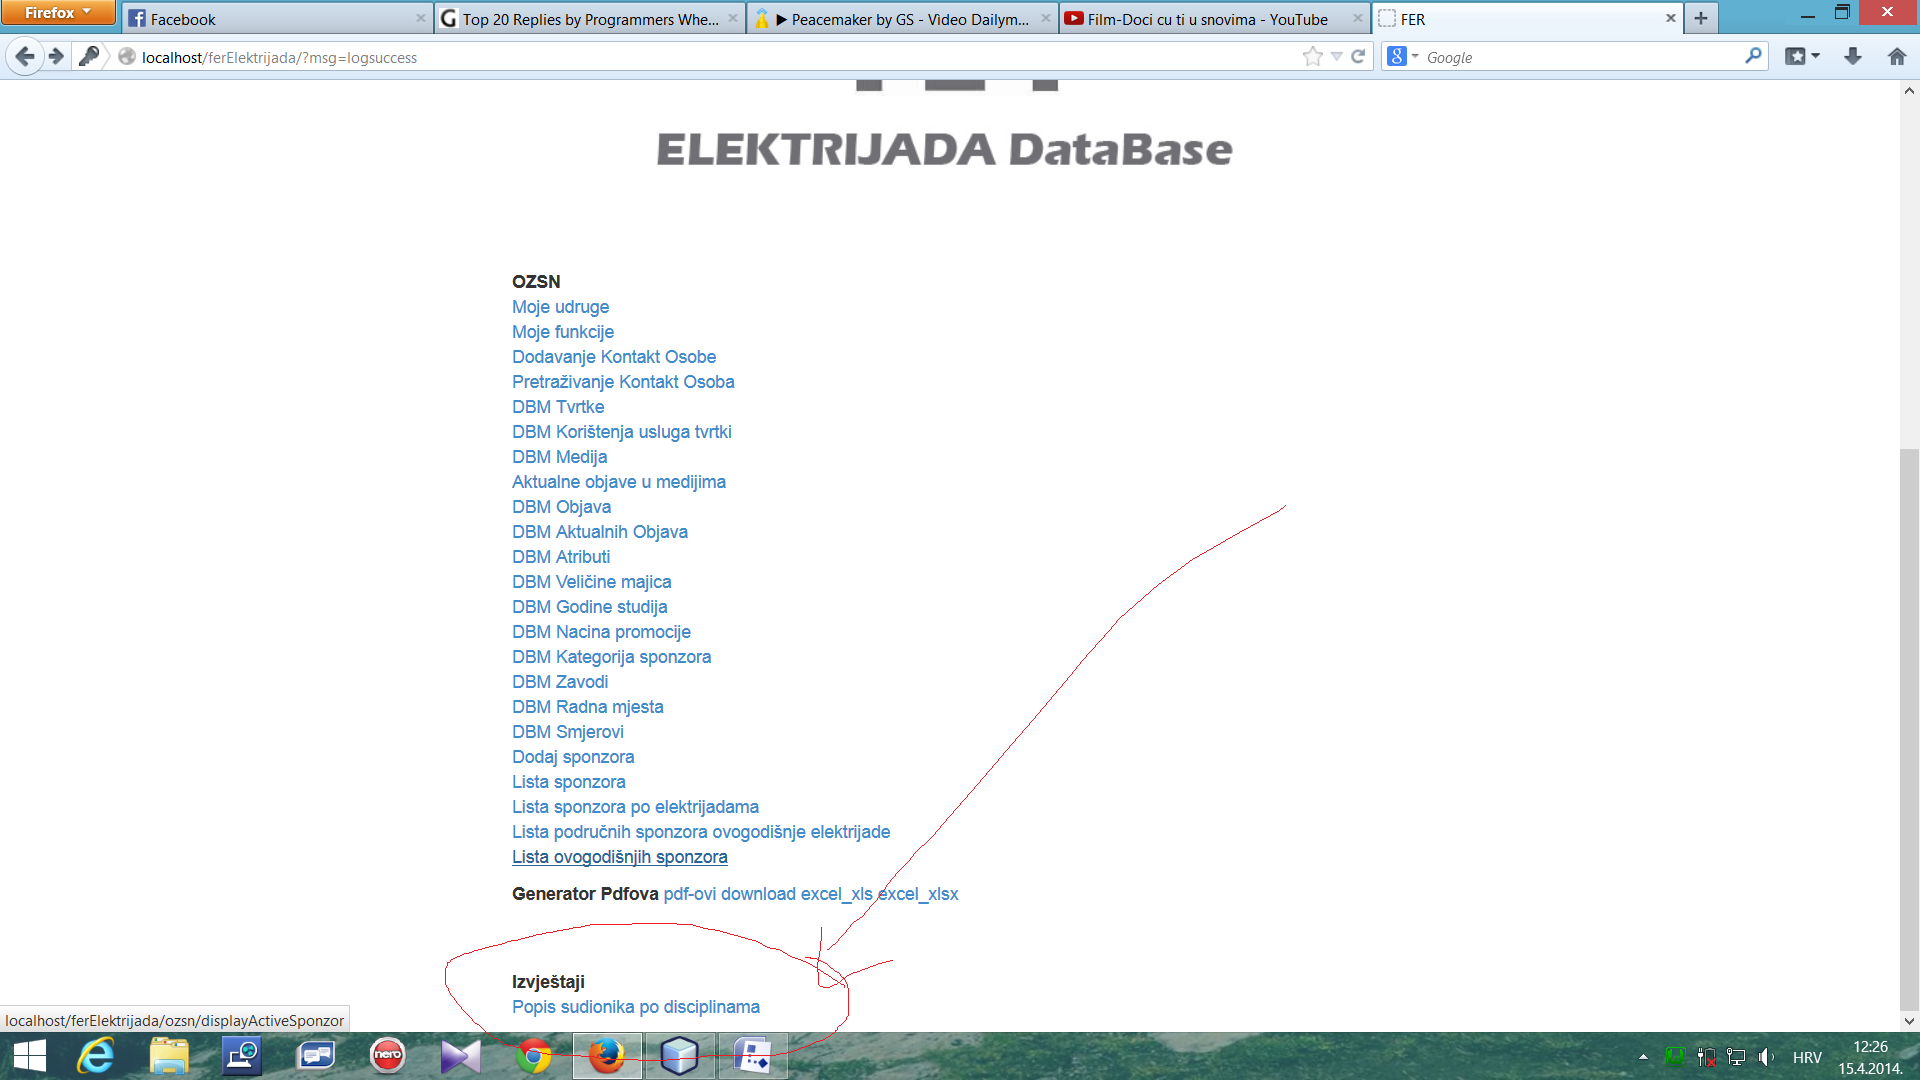 Firefox
Facebook
Top 20 Replies by Programmers Whe...
▶ Peacemaker by GS - Video Dailym...
Film-Doci cu ti u snovima - YouTube
FER
localhost/ferElektrijada/?msg=logsuccess
Google
ELEKTRIJADA DataBase
OZSN
Moje udruge
Moje funkcije
Dodavanje Kontakt Osobe
Pretraživanje Kontakt Osoba
DBM Tvrtke
DBM Korištenja usluga tvrtki
DBM Medija
Aktualne objave u medijima
DBM Objava
DBM Aktualnih Objava
DBM Atributi
DBM Veličine majica
DBM Godine studija
DBM Nacina promocije
DBM Kategorija sponzora
DBM Zavodi
DBM Radna mjesta
DBM Smjerovi
Dodaj sponzora
Lista sponzora
Lista sponzora po elektrijadama
Lista područnih sponzora ovogodišnje elektrijade
Lista ovogodišnjih sponzora
Generator Pdfova pdf-ovi download excel_xls excel_xlsx
Izvještaji
Popis sudionika po disciplinama
localhost/ferElektrijada/ozsn/displayActiveSponzor
nero
HRV
12:26
15.4.2014.